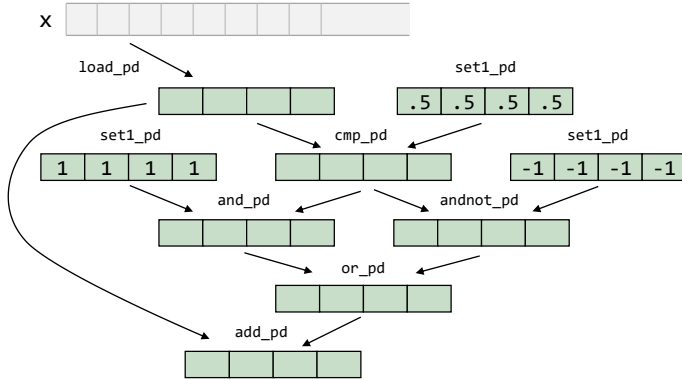 x
load_pd
set1_pd
.5 .5 .5 .5
set1_pd
cmp_pd
set1_pd
1 1 1 1
-1 -1 -1 -1
and_pd
andnot_pd
or_pd
add_pd